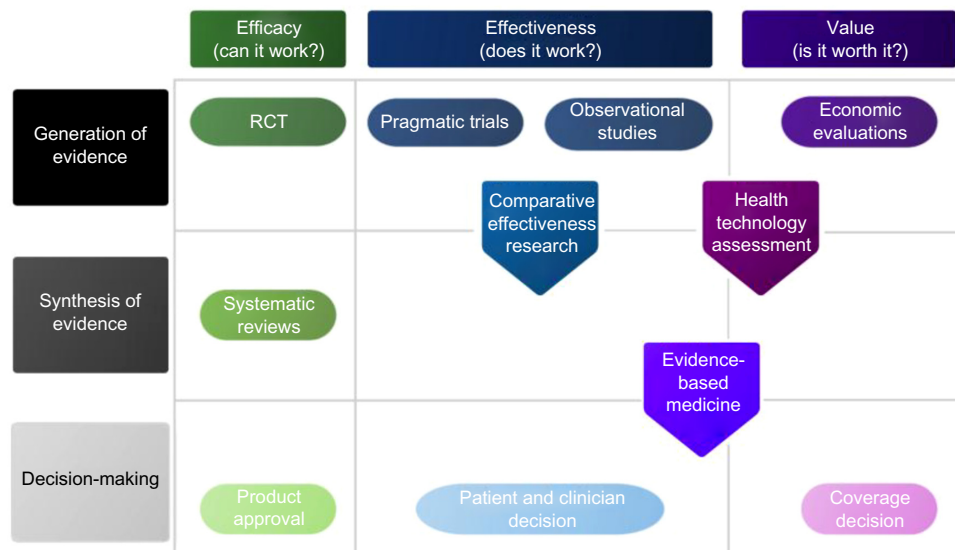 Efficacy
(can it work?)
Effectiveness
(does it work?)
Value
(is it worth it?)
Generation of
evidence
RCT
Pragmatic trials
Observational
studies
Economic
evaluations
Comparative
effectiveness
research
Health
technology
assessment
Synthesis of
evidence
Systematic
reviews
Evidence-
based
medicine
Decision-making
Product
approval
Patient and clinician
decision
Coverage
decision